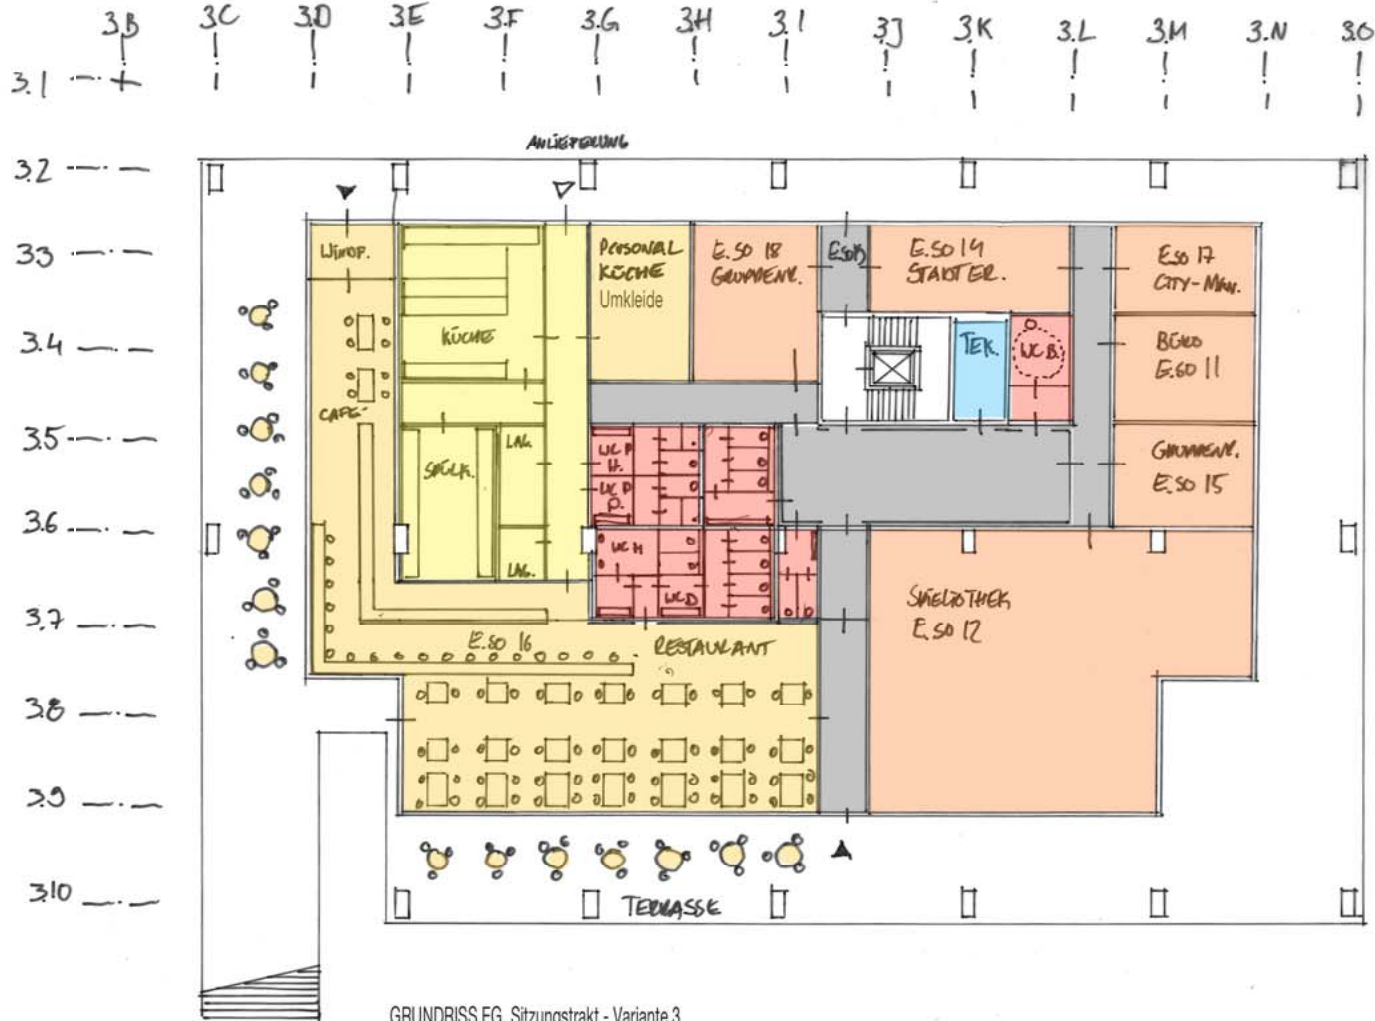 3.B 3.C 3.D 3.E 3.F 3.G 3.H 3.I 3.J 3.K 3.L 3.M 3.N 3.O
3.1
ANLIEFERUNG
3.2
3.3
WINDF.
PERSONAL
KÜCHE
Umkleide
E.SO 18
GRUPPENR.
E.SO 14
STADTER.
E.SO 17
CITY-MAN.
3.4
KÜCHE
TEK.
WC B.
BÜRO
E.SO 11
CAFE-
3.5
SPÜLK.
LAG.
WC P
H.
WC P
D.
GRUPPENR.
E.SO 15
3.6
LAG.
WC H
WC D
SPIELIOTHEK
E.SO 12
3.7
E.SO 16
RESTAURANT
3.8
3.9
3.10
TERRASSE
GRUNDRISS EG, Sitzungstrakt - Variante 3